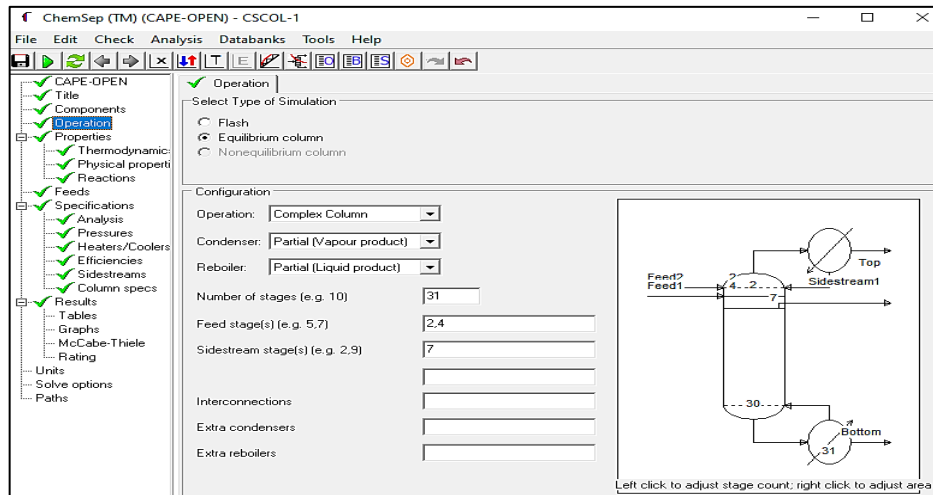 ChemSep (TM) (CAPE-OPEN) - CSCOL-1
File Edit Check Analysis Databanks Tools Help
CAPE-OPEN
Title
Components
Operation
Properties
Thermodynamic
Physical properti
Reactions
Feeds
Specifications
Analysis
Pressures
Heaters/Coolers
Efficiencies
Sidestreams
Column specs
Results
Tables
Graphs
McCabe-Thiele
Rating
Units
Solve options
Paths
Operation
Select Type of Simulation
Flash
Equilibrium column
Nonequilibrium column
Configuration
Operation: Complex Column
Condenser: Partial (Vapour product)
Reboiler: Partial (Liquid product)
Number of stages (e.g. 10) 31
Feed stage(s) (e.g. 5,7) 2,4
Sidestream stage(s) (e.g. 2,9) 7
Interconnections
Extra condensers
Extra reboilers
Top
Feed2 2
Feed1 4 2 Sidestream1
7
30
Bottom
31
Left click to adjust stage count; right click to adjust area